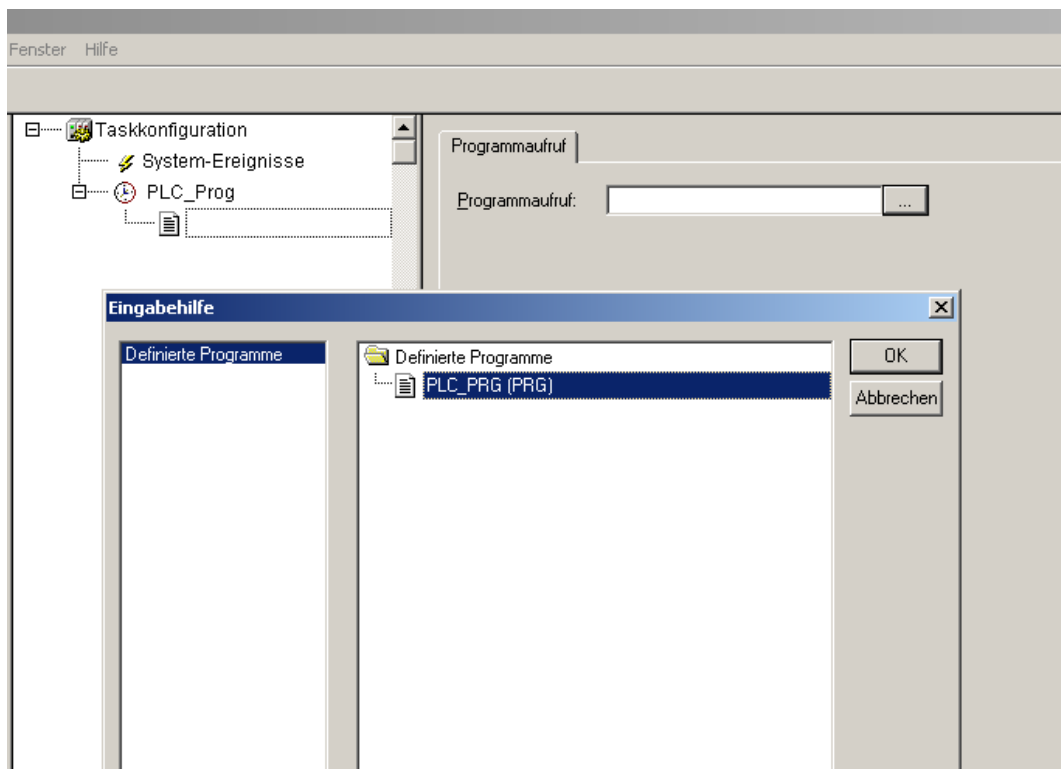 Fenster Hilfe
Taskkonfiguration
System-Ereignisse
PLC_Prog
Programmaufruf
Programmaufruf: ...
Eingabehilfe
Definierte Programme
Definierte Programme
PLC_PRG (PRG)
OK
Abbrechen